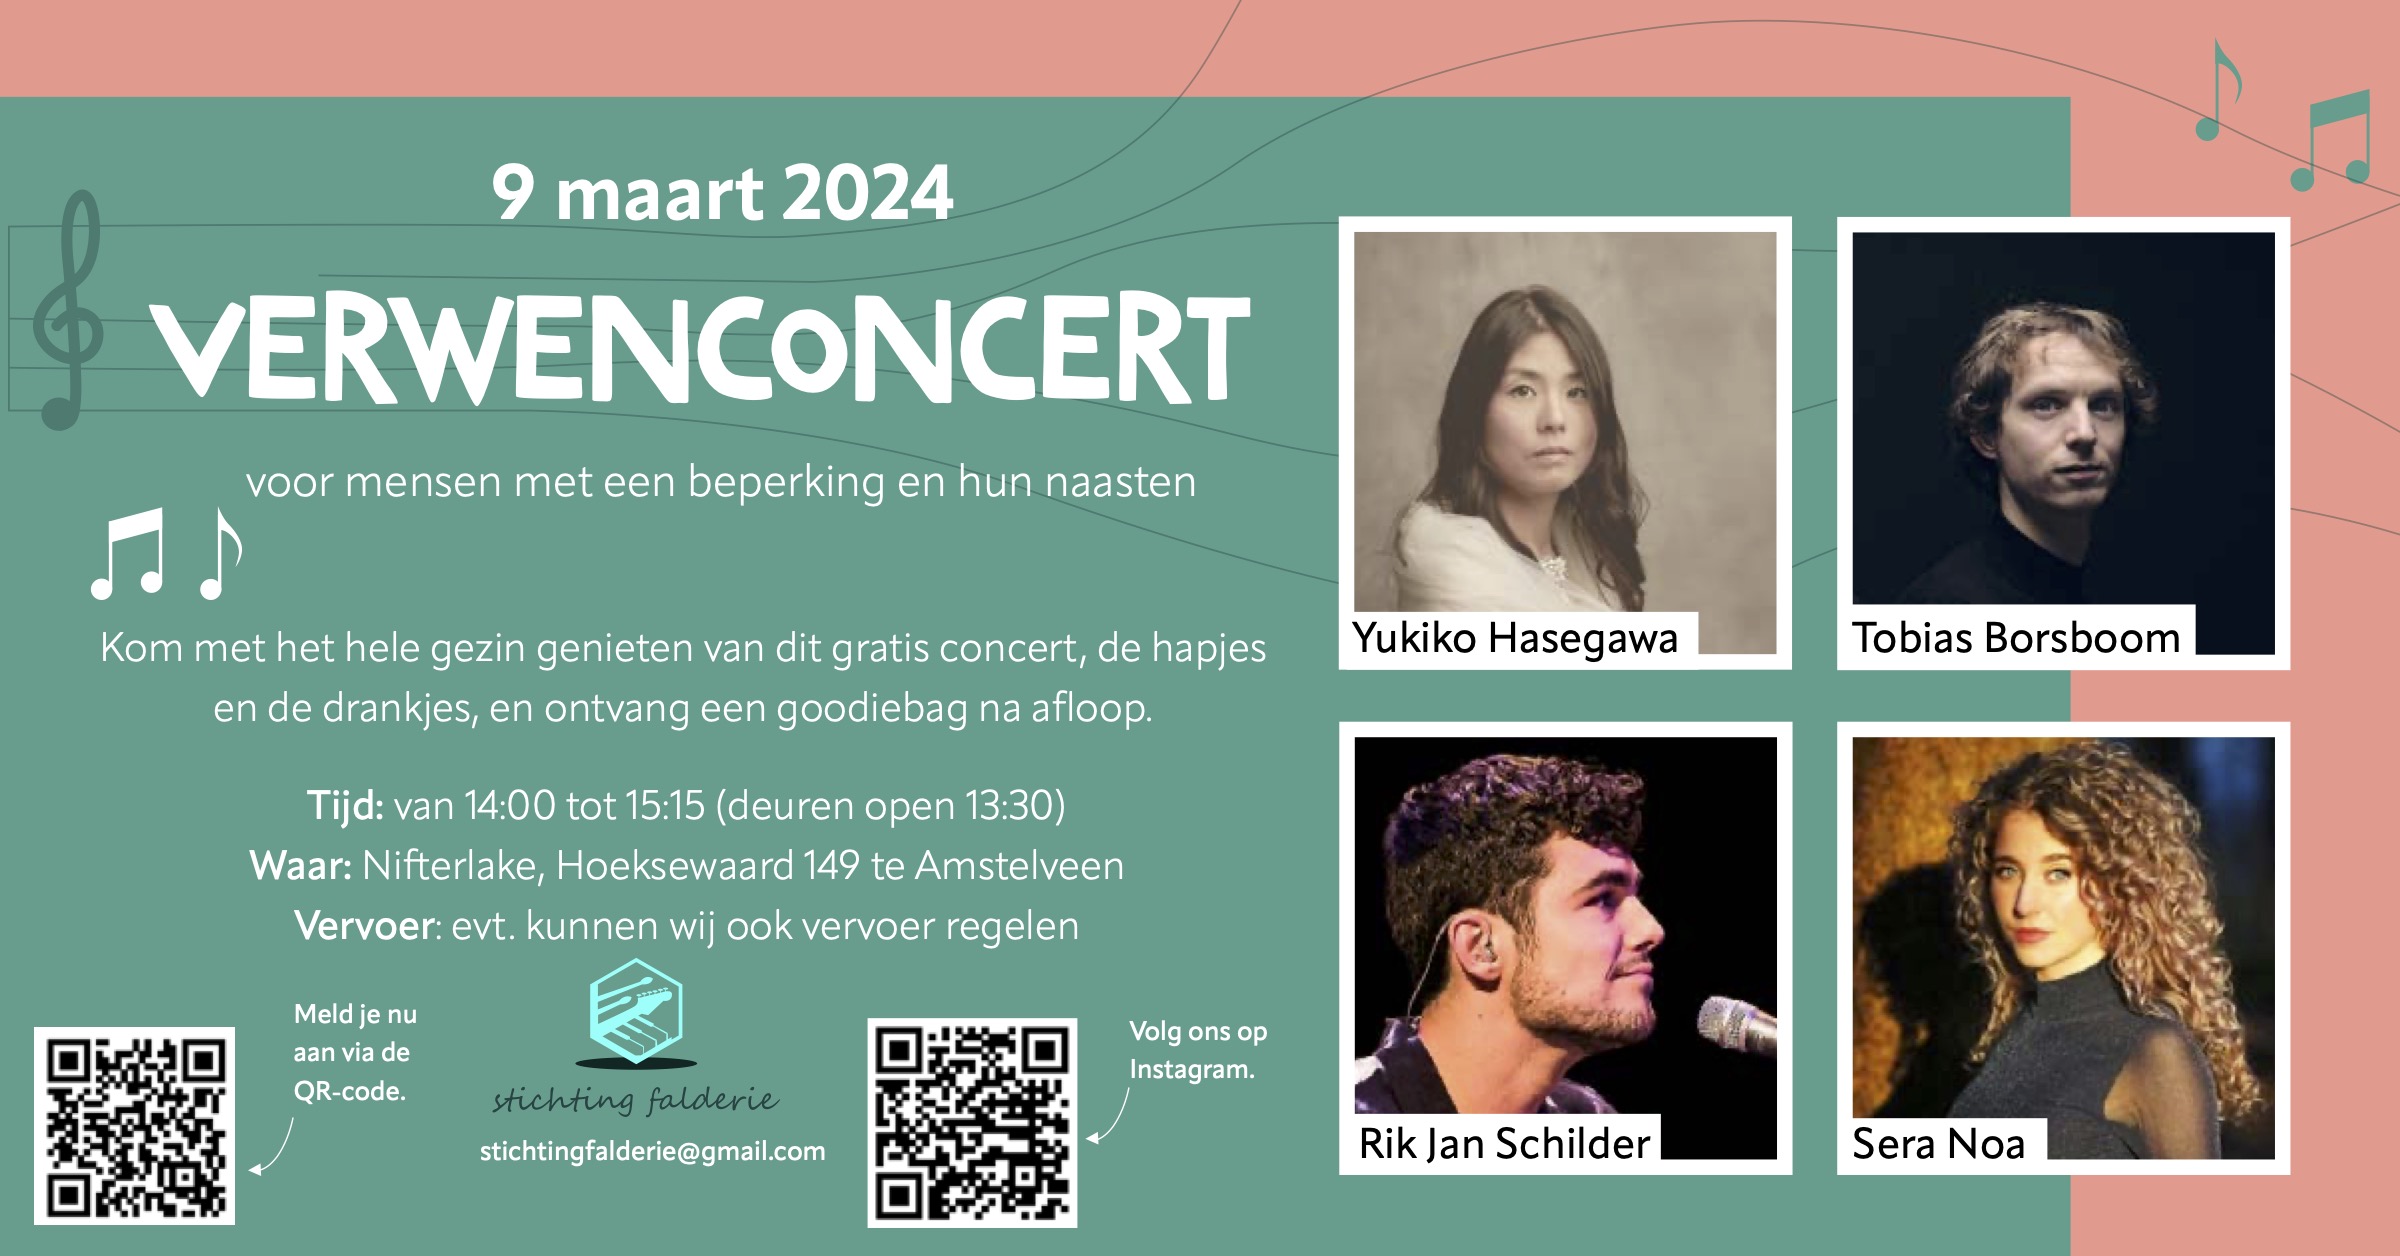 9 maart 2024
VERWENCONCERT
voor mensen met een beperking en hun naasten
Kom met het hele gezin genieten van dit gratis concert, de hapjes
en de drankjes, en ontvang een goodiebag na afloop.
Tijd: van 14:00 tot 15:15 (deuren open 13:30)
Waar: Nifterlake, Hoeksewaard 149 te Amstelveen
Vervoer: evt. kunnen wij ook vervoer regelen
Meld je nu
aan via de
QR-code.
stichting falderie
stichtingfalderie@gmail.com
Volg ons op
Instagram.
Yukiko Hasegawa
Tobias Borsboom
Rik Jan Schilder
Sera Noa